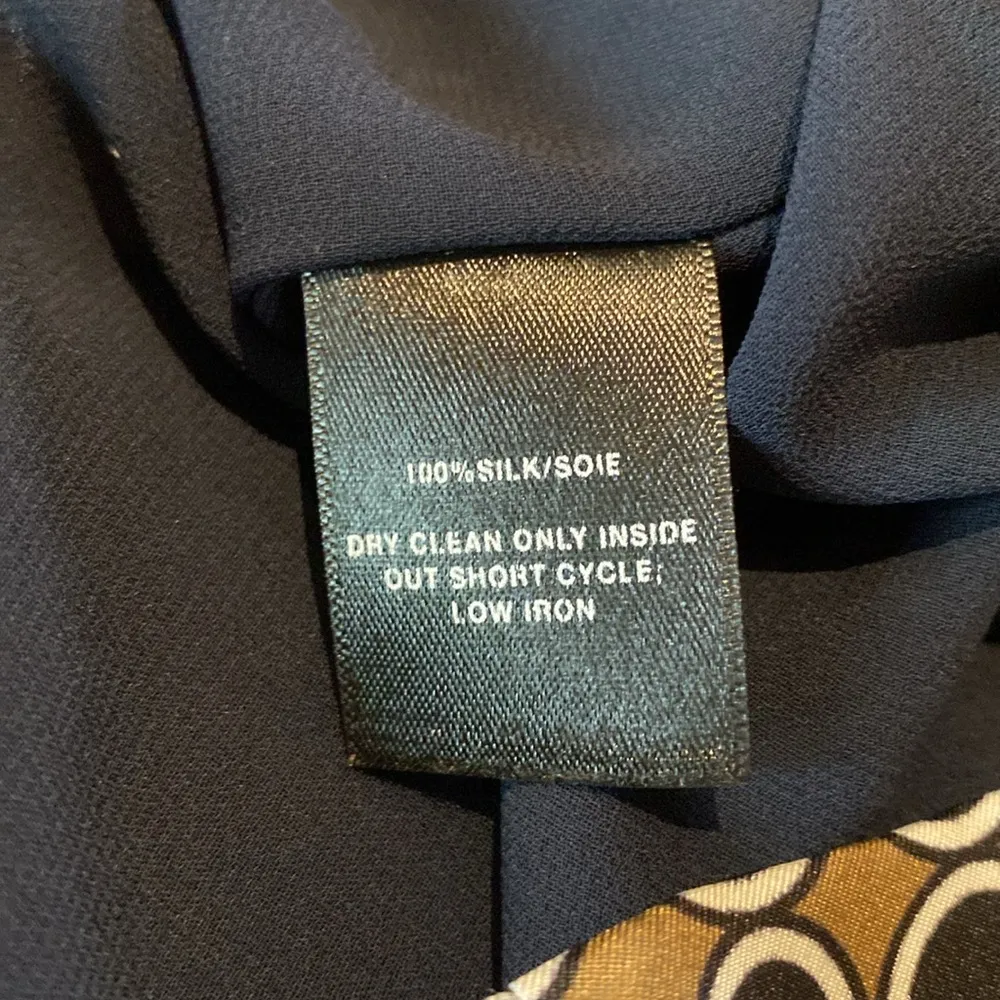 100% SILK/SOIE
DRY CLEAN ONLY INSIDE
OUT SHORT CYCLE;
LOW IRON